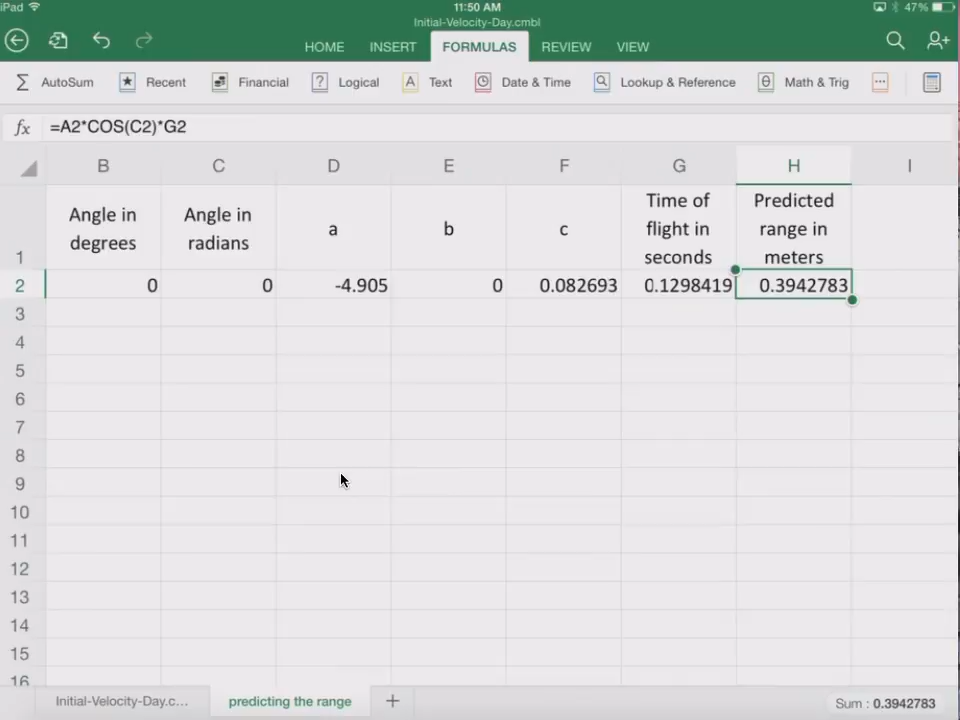 iPad 11:50 AM 47%
Initial-Velocity-Day.cmbl
HOME INSERT FORMULAS REVIEW VIEW
Σ AutoSum Recent Financial ? Logical A Text Date & Time Lookup & Reference θ Math & Trig
fx =A2*COS(C2)*G2
B C D E F G H I
1 Angle in degrees Angle in radians a b c Time of flight in seconds Predicted range in meters
2 0 0 -4.905 0 0.082693 0.1298419 0.3942783
3
4
5
6
7
8
9
10
11
12
13
14
15
16
Initial-Velocity-Day.c... predicting the range + Sum : 0.3942783